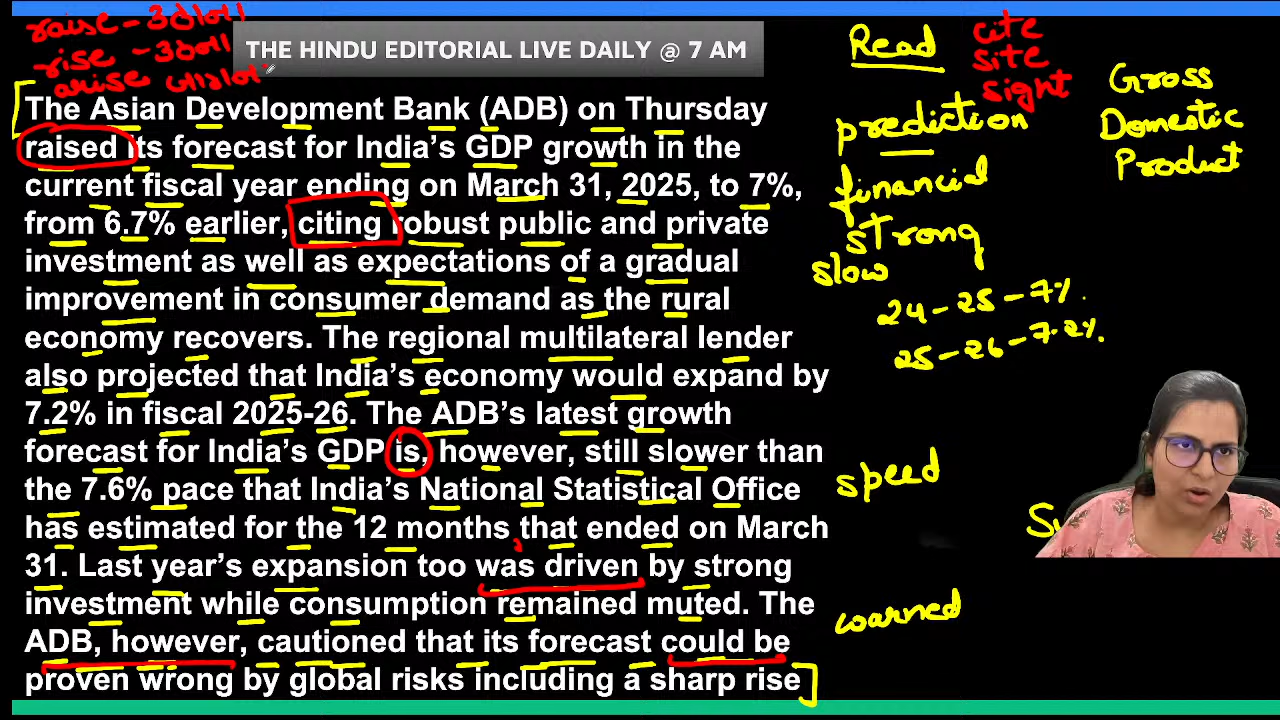 raise - उठाना
rise - उठना
arise
THE HINDU EDITORIAL LIVE DAILY @ 7 AM
The Asian Development Bank (ADB) on Thursday
raised its forecast for India's GDP growth in the
current fiscal year ending on March 31, 2025, to 7%,
from 6.7% earlier, citing robust public and private
investment as well as expectations of a gradual
improvement in consumer demand as the rural
economy recovers. The regional multilateral lender
also projected that India's economy would expand by
7.2% in fiscal 2025-26. The ADB's latest growth
forecast for India's GDP is, however, still slower than
the 7.6% pace that India's National Statistical Office
has estimated for the 12 months that ended on March
31. Last year's expansion too was driven by strong
investment while consumption remained muted. The
ADB, however, cautioned that its forecast could be
proven wrong by global risks including a sharp rise
Read
cite
site
sight
prediction
financial
strong
slow
24-25-7%.
25-26-7.2%.
speed
warned
Gross
Domestic
Product